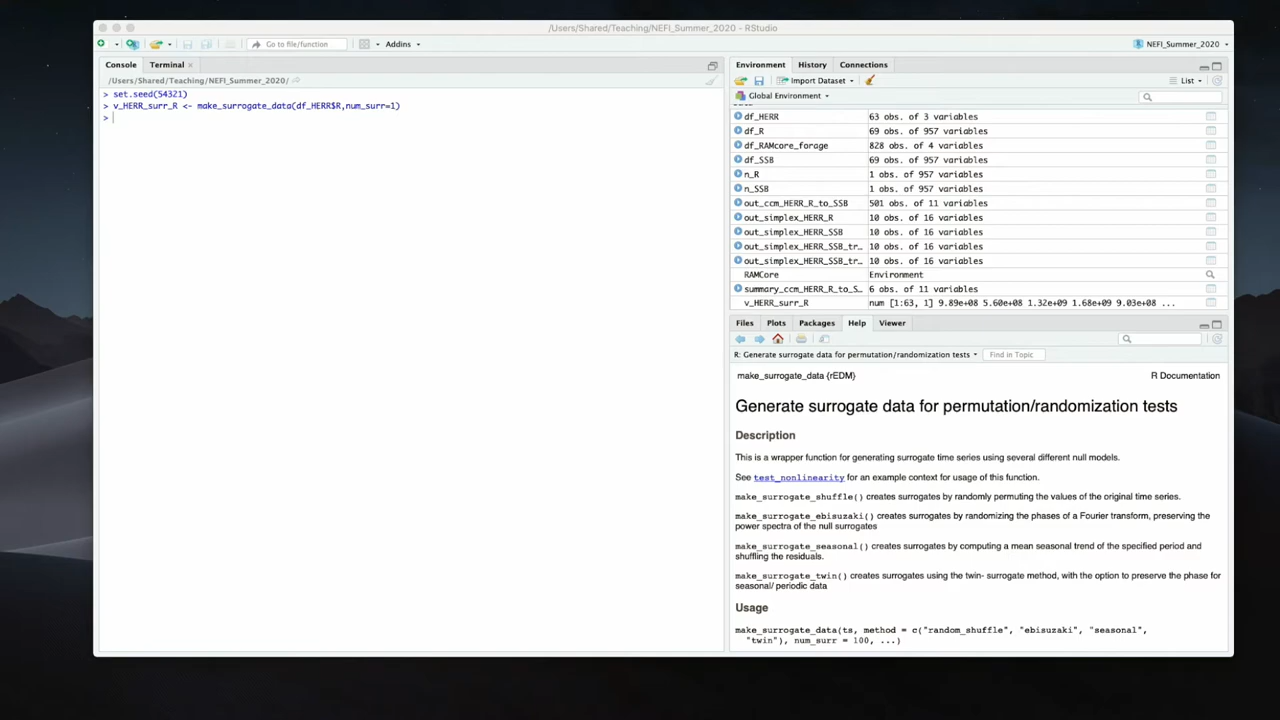 /Users/Shared/Teaching/NEFI_Summer_2020 - RStudio
Go to file/function
Addins
NEFI_Summer_2020
Console Terminal
/Users/Shared/Teaching/NEFI_Summer_2020/
> set.seed(54321)
> v_HERR_surr_R <- make_surrogate_data(df_HERR$R,num_surr=1)
>
Environment History Connections
Import Dataset
List
Global Environment
df_HERR 63 obs. of 3 variables
df_R 69 obs. of 957 variables
df_RAMcore_forage 828 obs. of 4 variables
df_SSB 69 obs. of 957 variables
n_R 1 obs. of 957 variables
n_SSB 1 obs. of 957 variables
out_ccm_HERR_R_to_SSB 501 obs. of 11 variables
out_simplex_HERR_R 10 obs. of 16 variables
out_simplex_HERR_SSB 10 obs. of 16 variables
out_simplex_HERR_SSB_tr… 10 obs. of 16 variables
out_simplex_HERR_SSB_tr… 10 obs. of 16 variables
RAMCore Environment
summary_ccm_HERR_R_to_S… 6 obs. of 11 variables
v_HERR_surr_R num [1:63, 1] 9.89e+08 5.60e+08 1.32e+09 1.68e+09 9.03e+08 ...
Files Plots Packages Help Viewer
R: Generate surrogate data for permutation/randomization tests
Find in Topic
make_surrogate_data {rEDM} R Documentation
Generate surrogate data for permutation/randomization tests
Description
This is a wrapper function for generating surrogate time series using several different null models.
See test_nonlinearity for an example context for usage of this function.
make_surrogate_shuffle() creates surrogates by randomly permuting the values of the original time series.
make_surrogate_ebisuzaki() creates surrogates by randomizing the phases of a Fourier transform, preserving the
power spectra of the null surrogates
make_surrogate_seasonal() creates surrogates by computing a mean seasonal trend of the specified period and
shuffling the residuals.
make_surrogate_twin() creates surrogates using the twin- surrogate method, with the option to preserve the phase for
seasonal/ periodic data
Usage
make_surrogate_data(ts, method = c("random_shuffle", "ebisuzaki", "seasonal",
"twin"), num_surr = 100, ...)